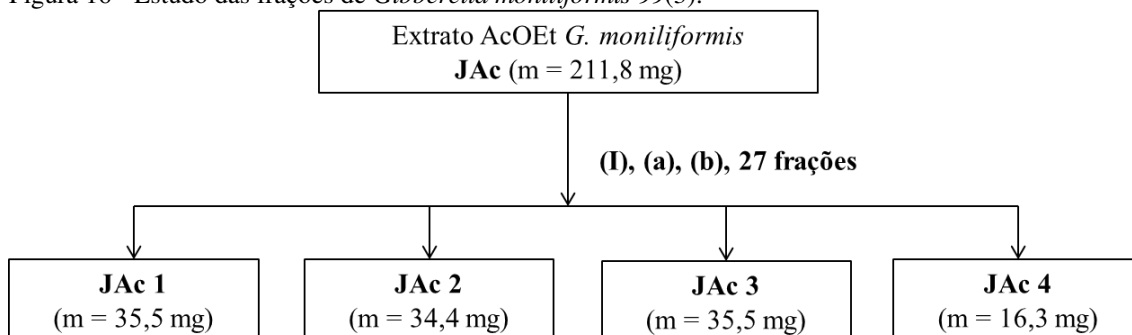 Figura 16 - Estudo das frações de Gibberella moniliformis 99(3).
Extrato AcOEt G. moniliformis
JAc (m = 211,8 mg)
(I), (a), (b), 27 frações
JAc 1
(m = 35,5 mg)
JAc 2
(m = 34,4 mg)
JAc 3
(m = 35,5 mg)
JAc 4
(m = 16,3 mg)